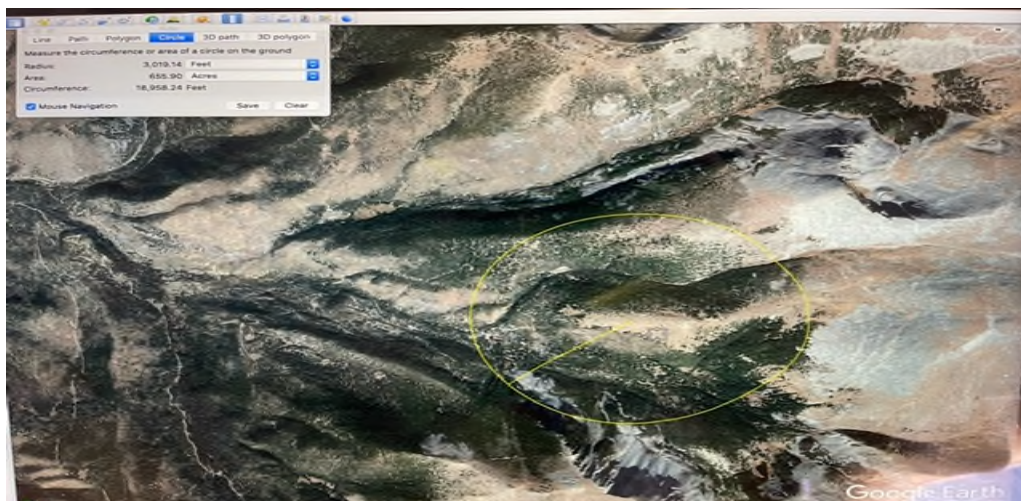 Line Path Polygon Circle 3D path 3D polygon
Measure the circumference or area of a circle on the ground
Radius: 3,019.14 Feet
Area: 655.90 Acres
Circumference: 18,958.24 Feet
Mouse Navigation Save Clear
Google Earth